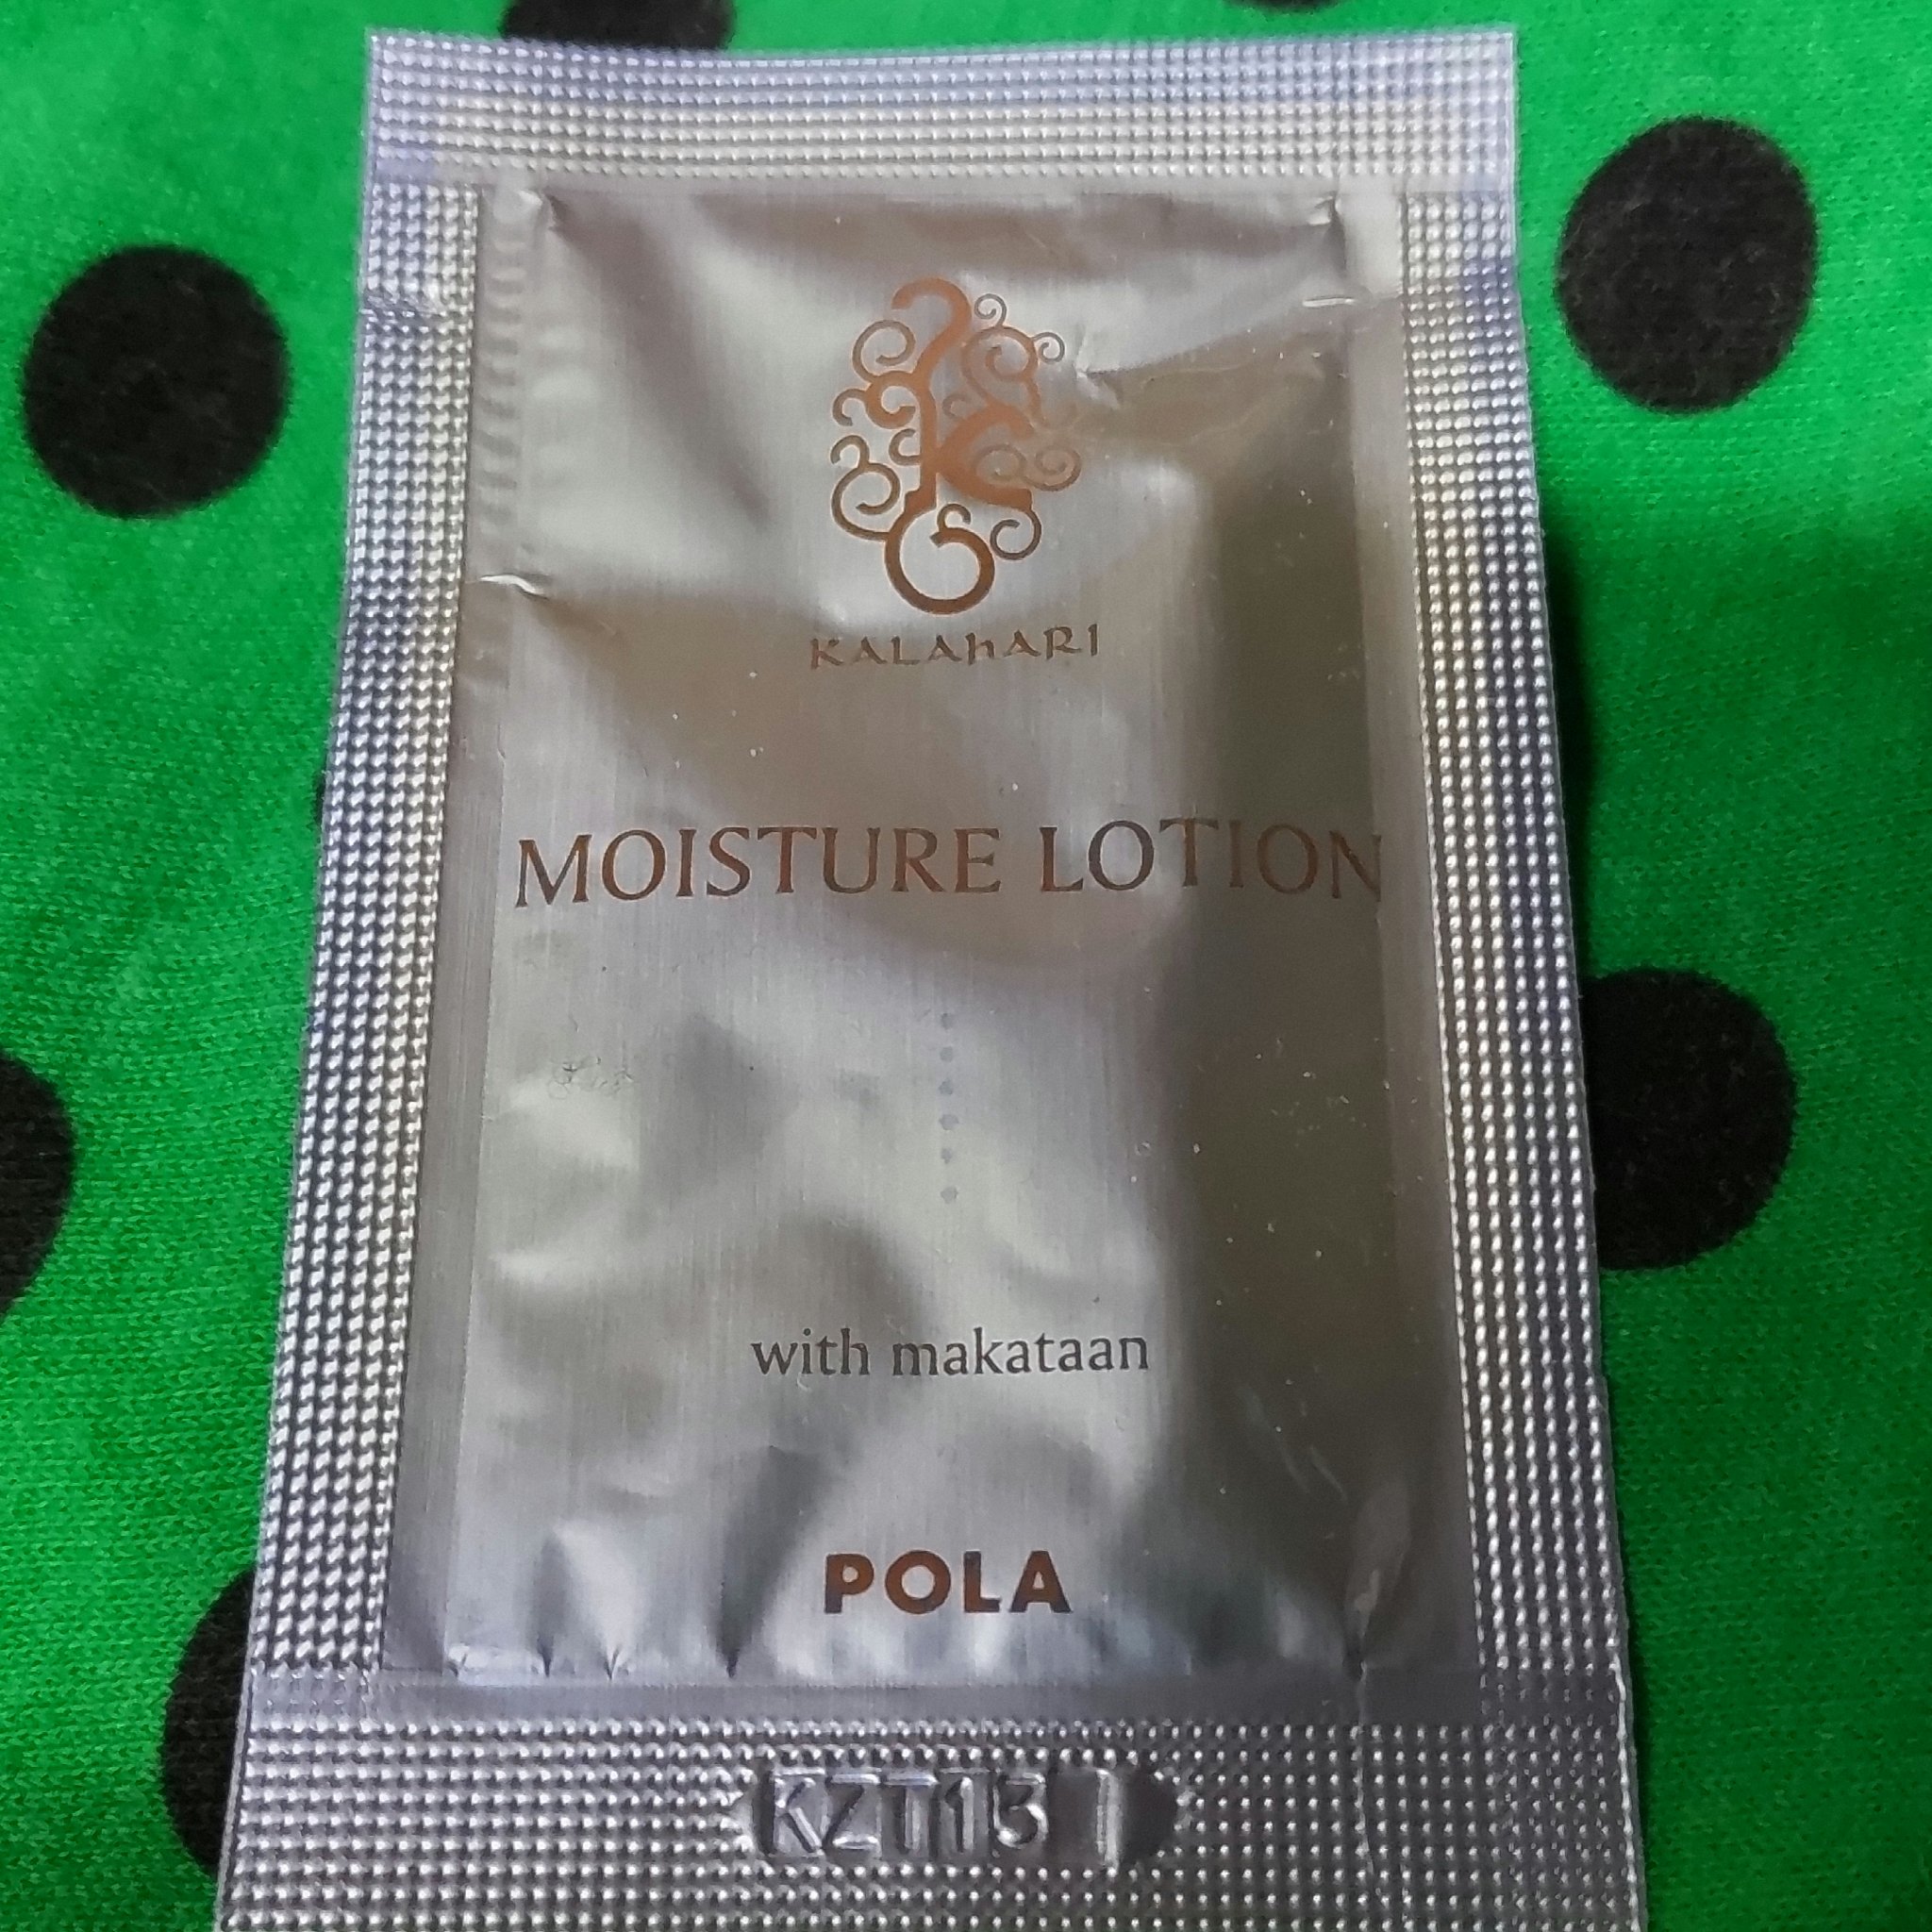 KALAhARI
MOISTURE LOTION
with makataan
POLA
KZT13